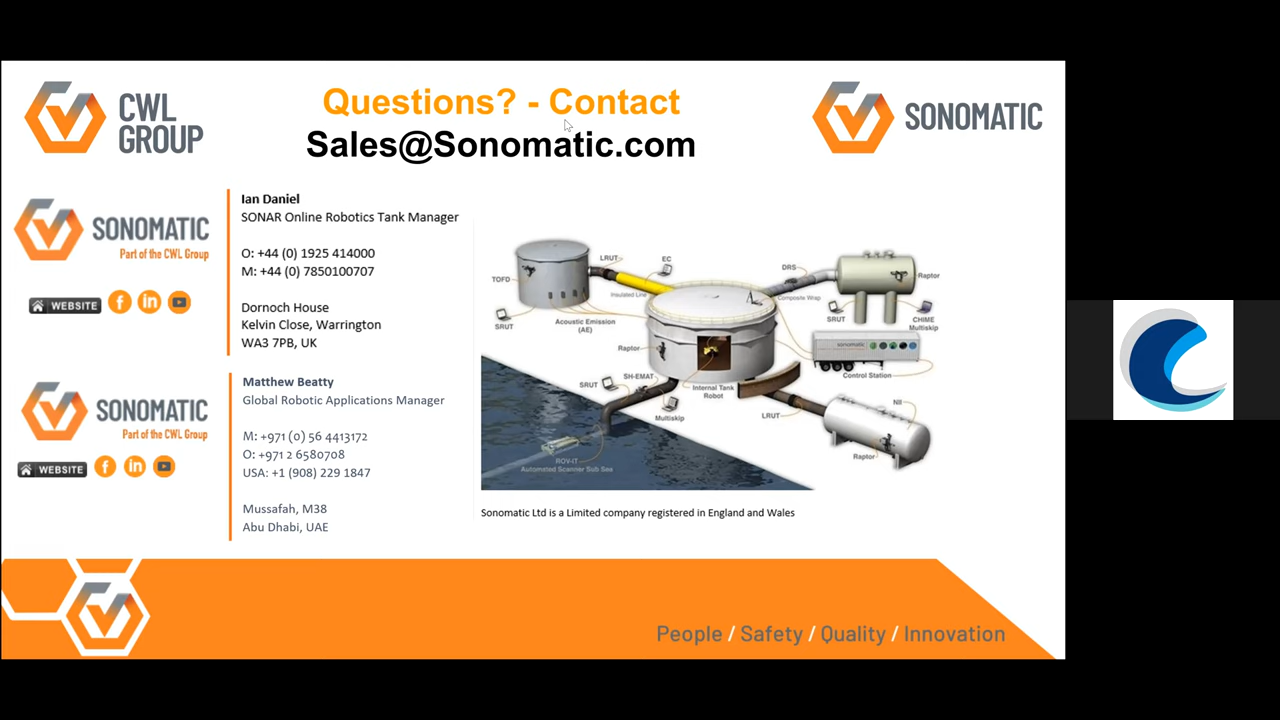 CWL
GROUP
Questions? - Contact
Sales@Sonomatic.com
SONOMATIC
SONOMATIC
Part of the CWL Group
WEBSITE
Ian Daniel
SONAR Online Robotics Tank Manager
O: +44 (0) 1925 414000
M: +44 (0) 7850100707
Dornoch House
Kelvin Close, Warrington
WA3 7PB, UK
SONOMATIC
Part of the CWL Group
WEBSITE
Matthew Beatty
Global Robotic Applications Manager
M: +971 (0) 56 4413172
O: +971 2 6580708
USA: +1 (908) 229 1847
Mussafah, M38
Abu Dhabi, UAE
TOFD
LRUT
EC
Insulated Line
SRUT
Acoustic Emission
(AE)
DRS
Composite Wrap
Raptor
SRUT
CHIME
Multiskip
Raptor
sonomatic
Control Station
SH-EMAT
SRUT
Internal Tank
Robot
Multiskip
LRUT
NII
Raptor
ROV-IT
Automated Scanner Sub Sea
Sonomatic Ltd is a Limited company registered in England and Wales
People / Safety / Quality / Innovation